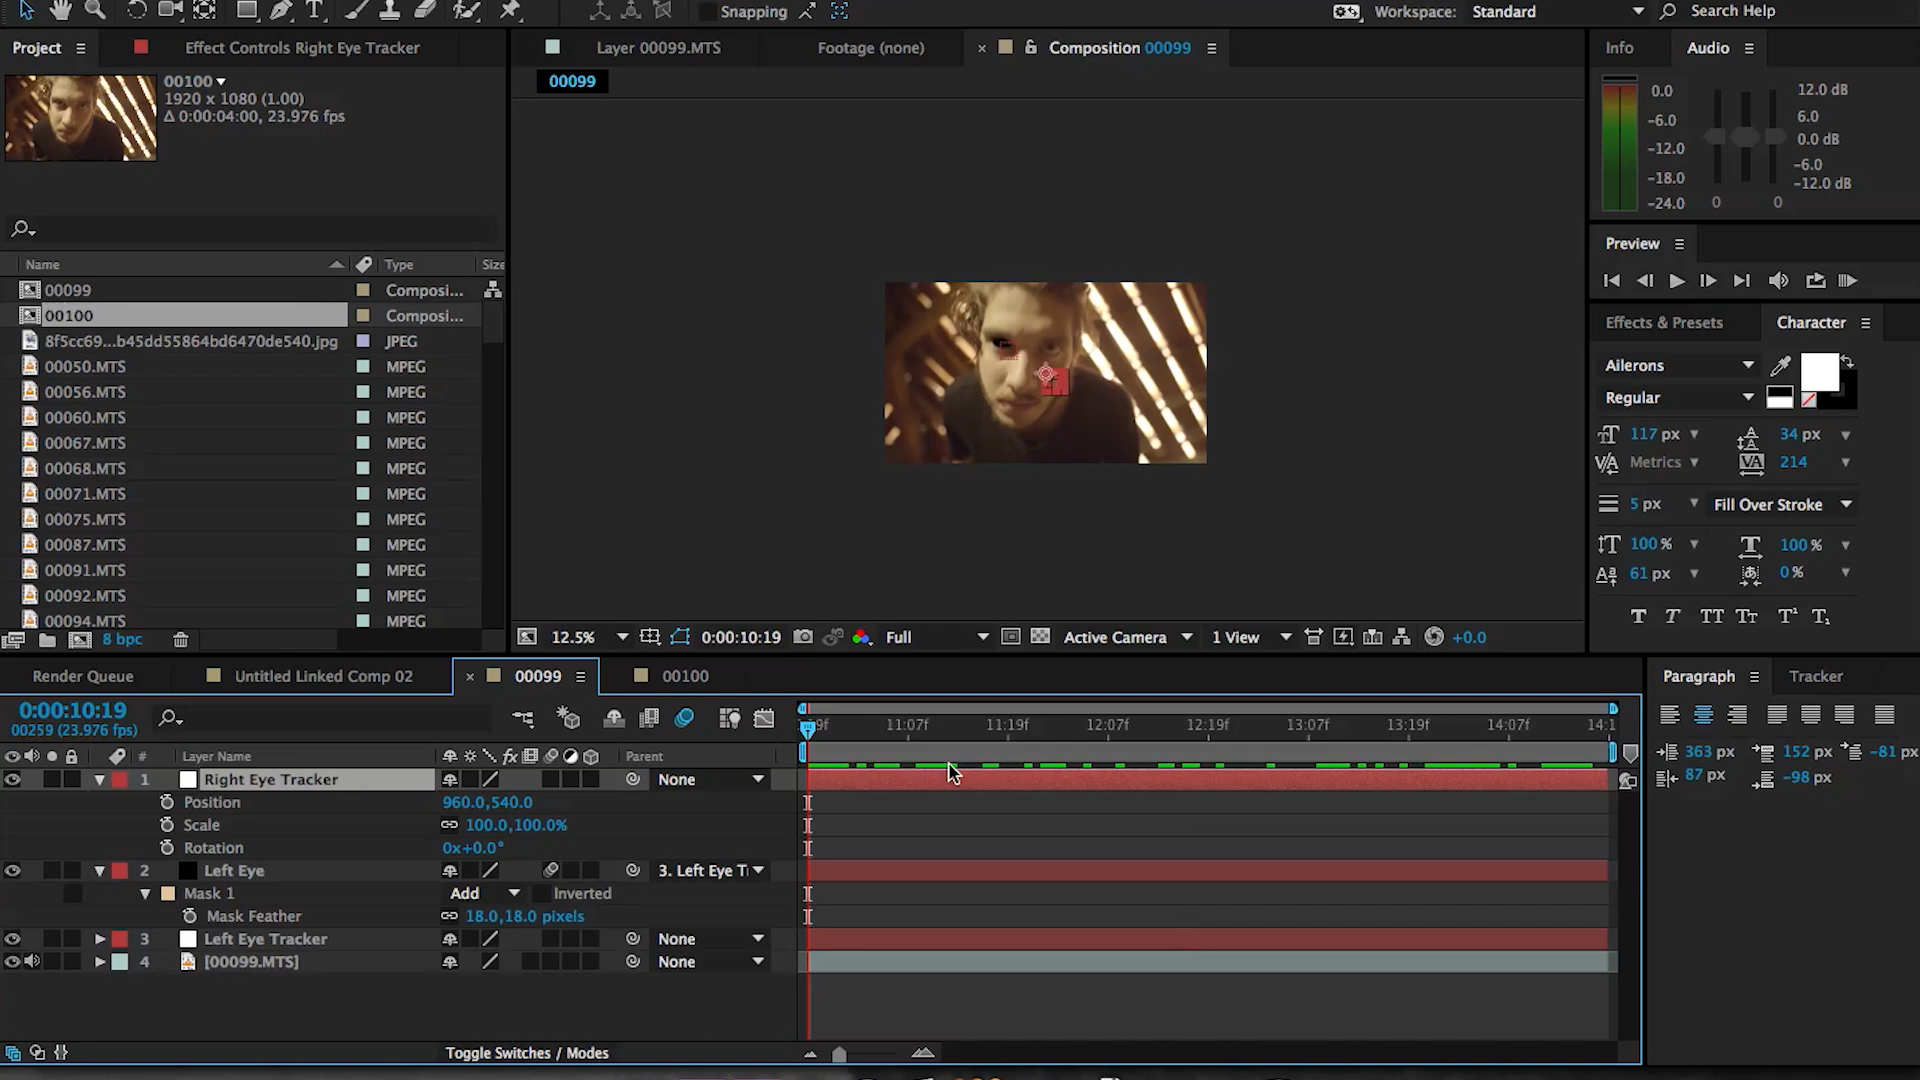 Snapping
Workspace: Standard
Search Help
Project
Effect Controls Right Eye Tracker
Layer 00099.MTS
Footage (none)
Composition 00099
Info
Audio
00099
00100
1920 x 1080 (1.00)
Δ 0:00:04:00, 23.976 fps
0.0
-6.0
-12.0
-18.0
-24.0
12.0 dB
6.0
0.0 dB
-6.0
-12.0 dB
0
0
Preview
Name
Type
Size
00099
Composi...
00100
Composi...
8f5cc69...b45dd55864bd6470de540.jpg
JPEG
00050.MTS
MPEG
00056.MTS
MPEG
00060.MTS
MPEG
00067.MTS
MPEG
00068.MTS
MPEG
00071.MTS
MPEG
00075.MTS
MPEG
00087.MTS
MPEG
00091.MTS
MPEG
00092.MTS
MPEG
00094.MTS
MPEG
8 bpc
Effects & Presets
Character
Ailerons
Regular
117 px
34 px
Metrics
214
5 px
Fill Over Stroke
100 %
100 %
61 px
0 %
12.5%
0:00:10:19
Full
Active Camera
1 View
+0.0
Render Queue
Untitled Linked Comp 02
00099
00100
Paragraph
Tracker
0:00:10:19
00259 (23.976 fps)
9f
11:07f
11:19f
12:07f
12:19f
13:07f
13:19f
14:07f
14:1
363 px
152 px
-81 px
87 px
-98 px
#
Layer Name
Parent
1
Right Eye Tracker
None
Position
960.0,540.0
Scale
100.0,100.0%
Rotation
0x+0.0°
2
Left Eye
3. Left Eye T
Mask 1
Add
Inverted
Mask Feather
18.0,18.0 pixels
3
Left Eye Tracker
None
4
[00099.MTS]
None
Toggle Switches / Modes